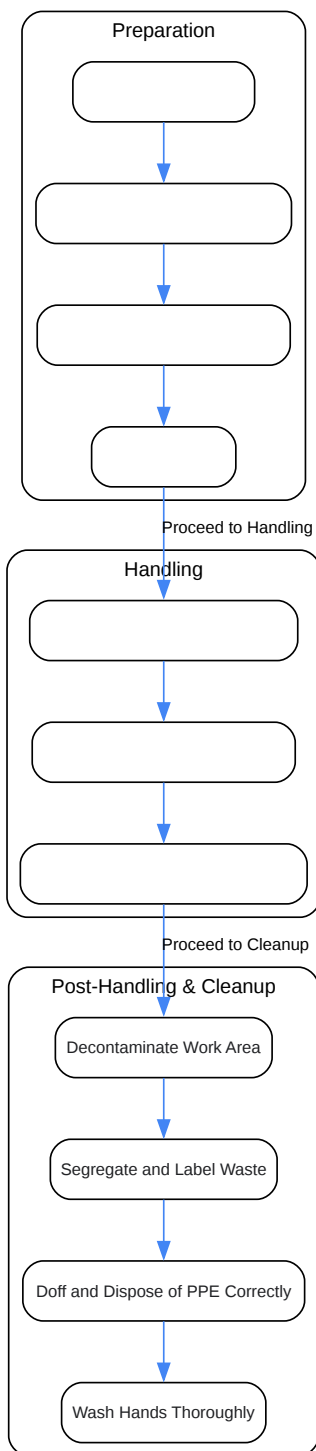 Preparation
Proceed to Handling
Handling
Proceed to Cleanup
Post-Handling & Cleanup
Decontaminate Work Area
Segregate and Label Waste
Doff and Dispose of PPE Correctly
Wash Hands Thoroughly